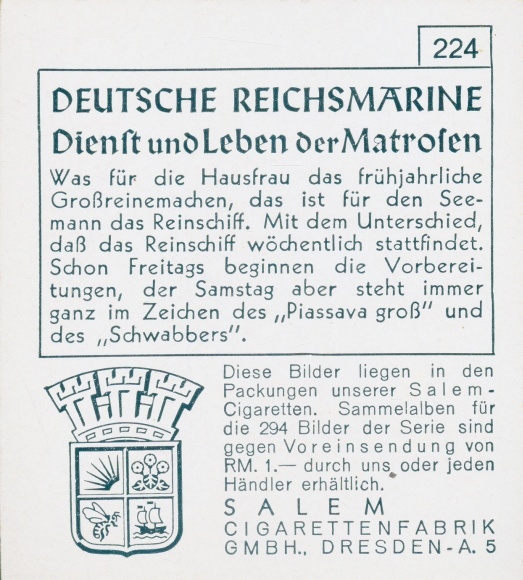 224
DEUTSCHE REICHSMARINE
Dienst und Leben der Matrosen
Was für die Hausfrau das frühjahrliche
Großreinemachen, das ist für den See-
mann das Reinschiff. Mit dem Unterschied,
daß das Reinschiff wöchentlich stattfindet.
Schon Freitags beginnen die Vorberei-
tungen, der Samstag aber steht immer
ganz im Zeichen des „Piassava groß" und
des „Schwabbers".
Diese Bilder liegen in den
Packungen unserer Salem-
Cigaretten. Sammelalben für
die 294 Bilder der Serie sind
gegen Voreinsendung von
RM. 1.— durch uns oder jeden
Händler erhältlich.
SALEM
CIGARETTENFABRIK
GMBH., DRESDEN-A. 5